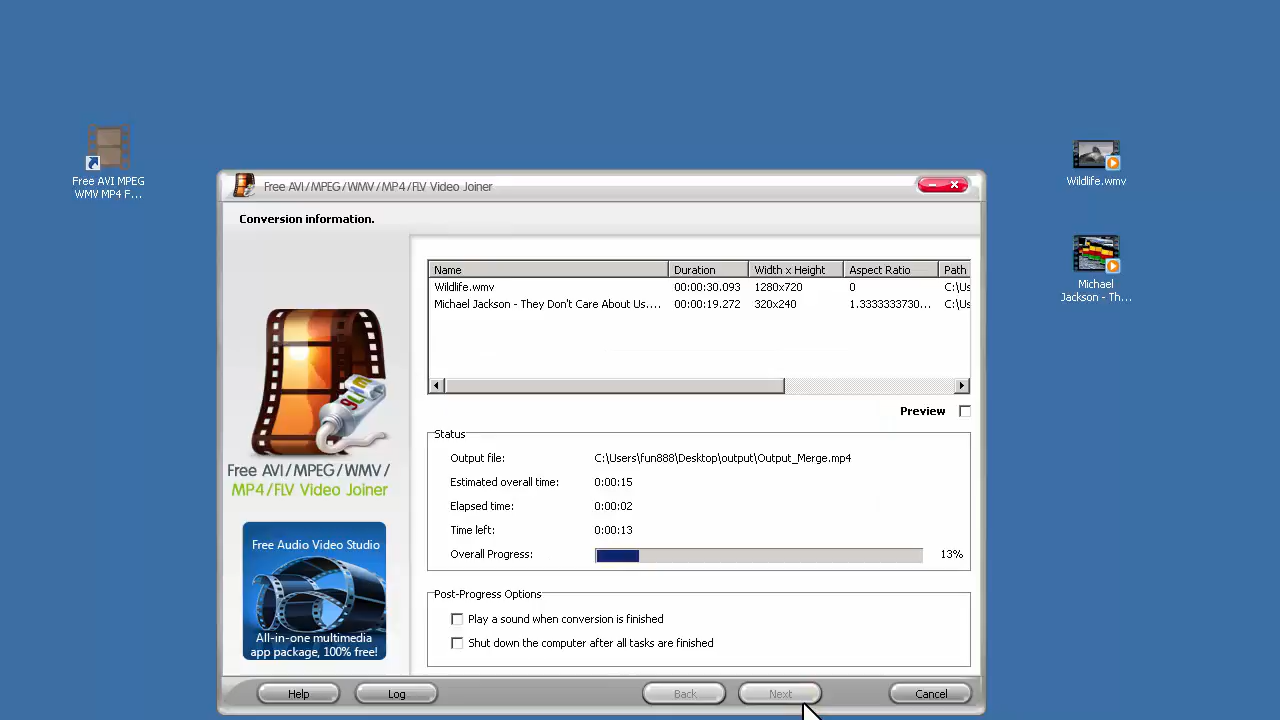 Free AVI MPEG
WMV MP4 F...
Wildlife.wmv
Michael
Jackson - Th...
Free AVI/MPEG/WMV/MP4/FLV Video Joiner
Conversion information.
Name Duration Width x Height Aspect Ratio Path
Wildlife.wmv 00:00:30.093 1280x720 0 C:\Us
Michael Jackson - They Don't Care About Us.... 00:00:19.272 320x240 1.3333333730... C:\Us
Preview
Free AVI/MPEG/WMV/
MP4/FLV Video Joiner
Free Audio Video Studio
All-in-one multimedia
app package, 100% free!
Status
Output file: C:\Users\fun888\Desktop\output\Output_Merge.mp4
Estimated overall time: 0:00:15
Elapsed time: 0:00:02
Time left: 0:00:13
Overall Progress: 13%
Post-Progress Options
Play a sound when conversion is finished
Shut down the computer after all tasks are finished
Help Log Back Next Cancel